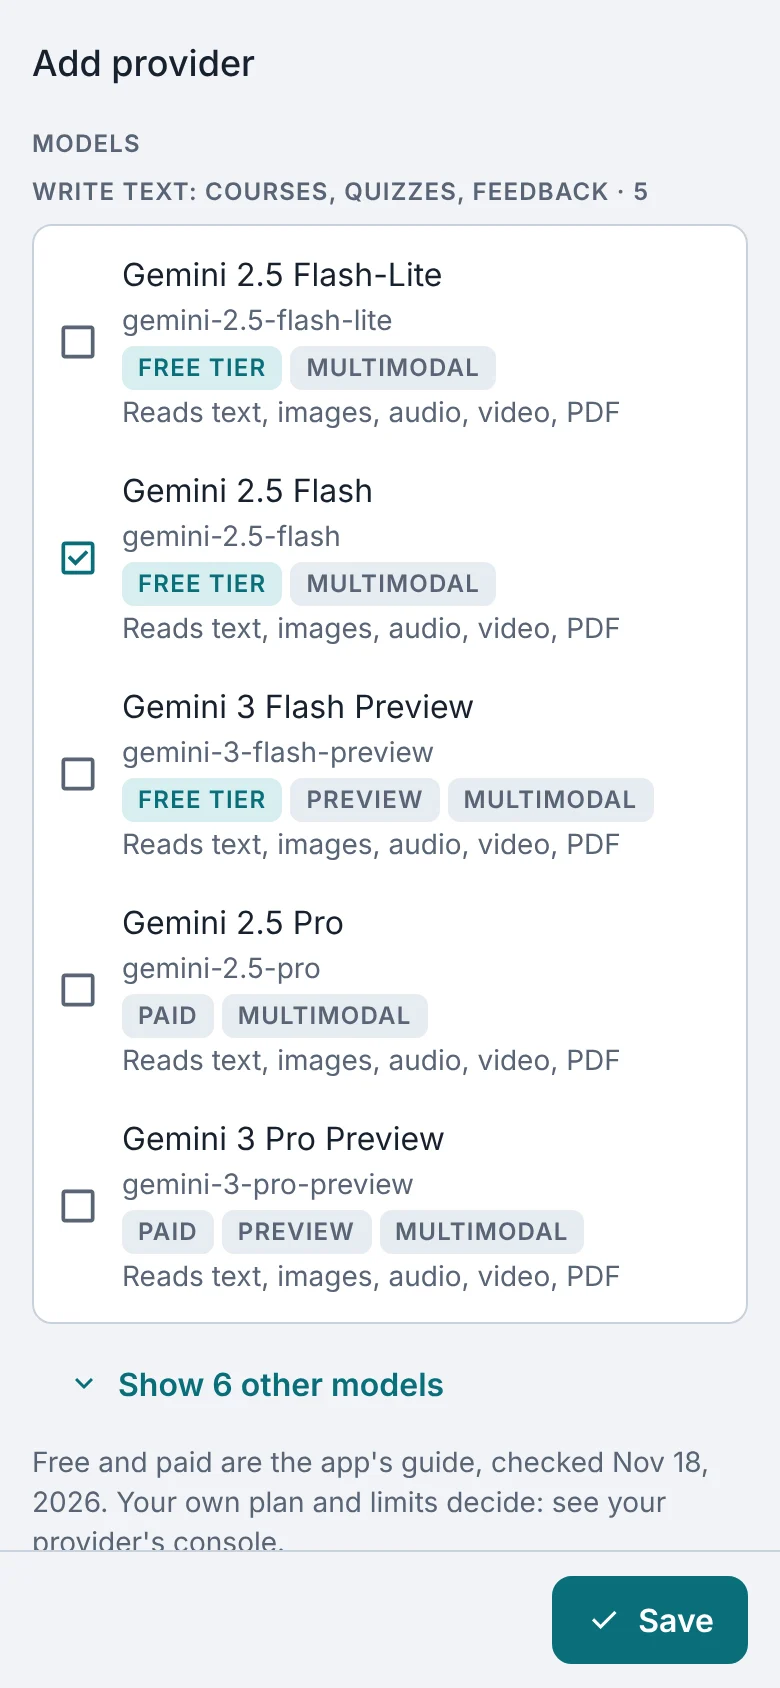 Add provider
MODELS
WRITE TEXT: COURSES, QUIZZES, FEEDBACK · 5
Gemini 2.5 Flash-Lite
gemini-2.5-flash-lite
FREE TIER MULTIMODAL
Reads text, images, audio, video, PDF
Gemini 2.5 Flash
gemini-2.5-flash
FREE TIER MULTIMODAL
Reads text, images, audio, video, PDF
Gemini 3 Flash Preview
gemini-3-flash-preview
FREE TIER PREVIEW MULTIMODAL
Reads text, images, audio, video, PDF
Gemini 2.5 Pro
gemini-2.5-pro
PAID MULTIMODAL
Reads text, images, audio, video, PDF
Gemini 3 Pro Preview
gemini-3-pro-preview
PAID PREVIEW MULTIMODAL
Reads text, images, audio, video, PDF
Show 6 other models
Free and paid are the app's guide, checked Nov 18,
2026. Your own plan and limits decide: see your
provider's console.
Save